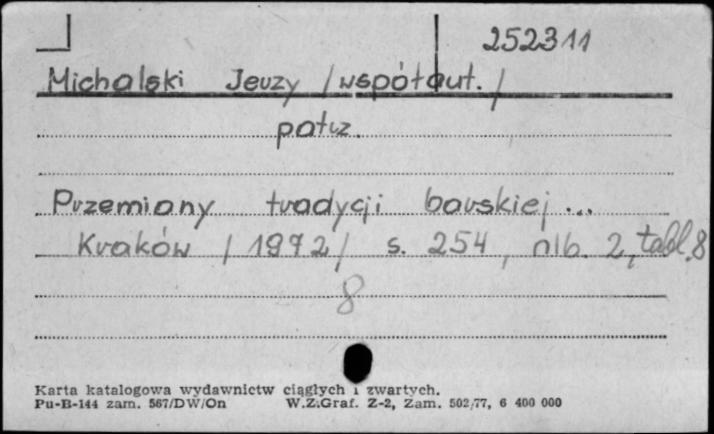 252311
Michalski Jerzy /współaut./
patrz.
Przemiany tradycji barskiej...
Kraków /1972/ s. 254, nlb. 2, tabl. 8
8
Karta katalogowa wydawnictw ciągłych i zwartych.
Pu-B-144 zam. 567/DW/On W.Z.Graf. Z-2, Zam. 502/77, 6 400 000